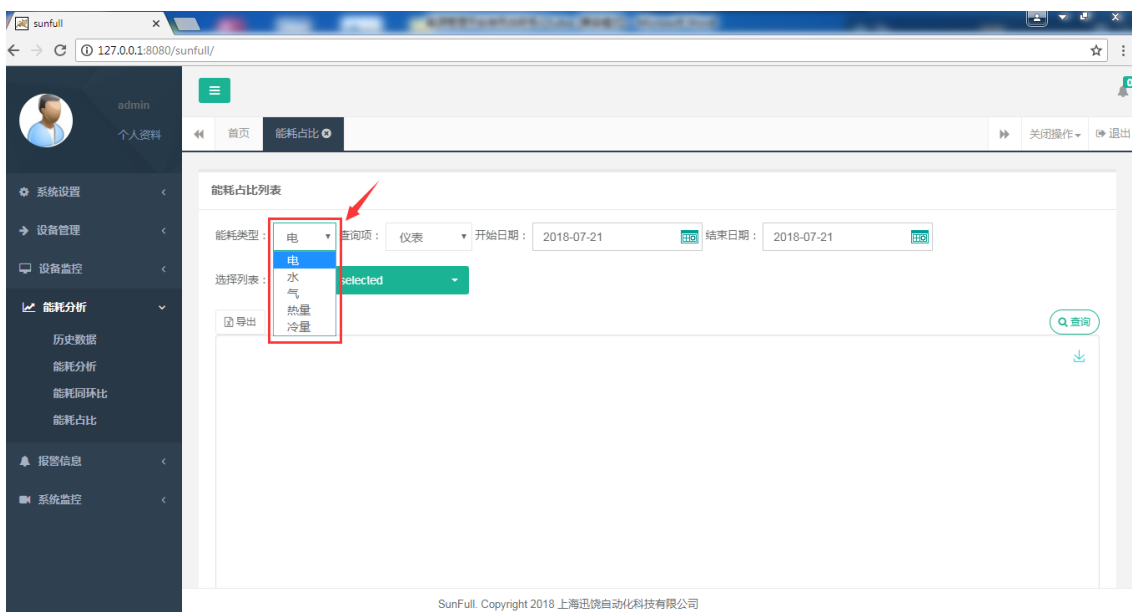 sunfull
127.0.0.1:8080/sunfull/
admin
个人资料
首页 能耗占比 关闭操作 退出
系统设置
设备管理
设备监控
能耗分析
历史数据
能耗分析
能耗同环比
能耗占比
报警信息
系统监控
能耗占比列表
能耗类型： 电 查询项： 仪表 开始日期： 2018-07-21 结束日期： 2018-07-21
电
水
气
热量
冷量
选择列表： selected
导出 查询
SunFull. Copyright 2018 上海迅饶自动化科技有限公司